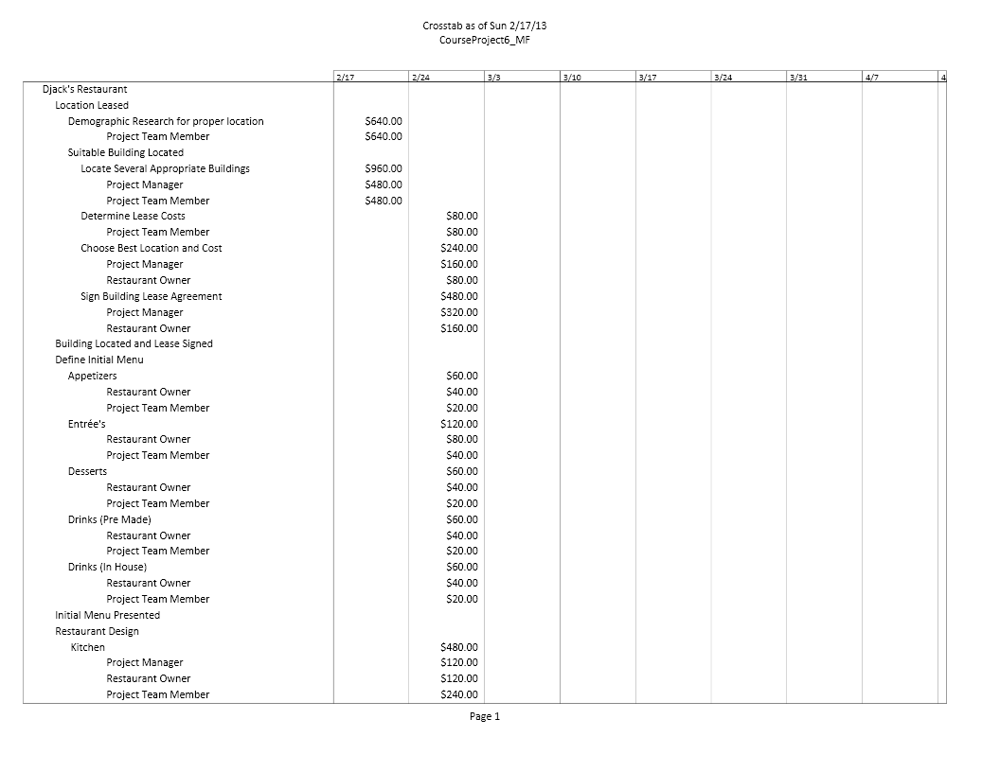 Crosstab as of Sun 2/17/13
CourseProject6_MF
2/17 2/24 3/3 3/10 3/17 3/24 3/31 4/7 4
Djack's Restaurant
Location Leased
Demographic Research for proper location $640.00
Project Team Member $640.00
Suitable Building Located
Locate Several Appropriate Buildings $960.00
Project Manager $480.00
Project Team Member $480.00
Determine Lease Costs $80.00
Project Team Member $80.00
Choose Best Location and Cost $240.00
Project Manager $160.00
Restaurant Owner $80.00
Sign Building Lease Agreement $480.00
Project Manager $320.00
Restaurant Owner $160.00
Building Located and Lease Signed
Define Initial Menu
Appetizers $60.00
Restaurant Owner $40.00
Project Team Member $20.00
Entrée's $120.00
Restaurant Owner $80.00
Project Team Member $40.00
Desserts $60.00
Restaurant Owner $40.00
Project Team Member $20.00
Drinks (Pre Made) $60.00
Restaurant Owner $40.00
Project Team Member $20.00
Drinks (In House) $60.00
Restaurant Owner $40.00
Project Team Member $20.00
Initial Menu Presented
Restaurant Design
Kitchen $480.00
Project Manager $120.00
Restaurant Owner $120.00
Project Team Member $240.00
Page 1